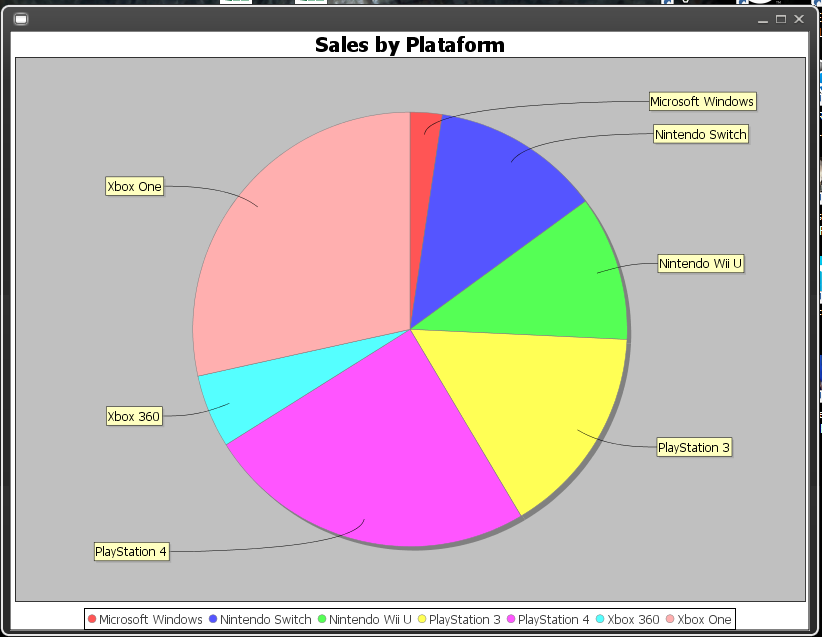 Sales by Plataform
Microsoft Windows
Nintendo Switch
Xbox One
Nintendo Wii U
Xbox 360
PlayStation 3
PlayStation 4
Microsoft Windows Nintendo Switch Nintendo Wii U PlayStation 3 PlayStation 4 Xbox 360 Xbox One